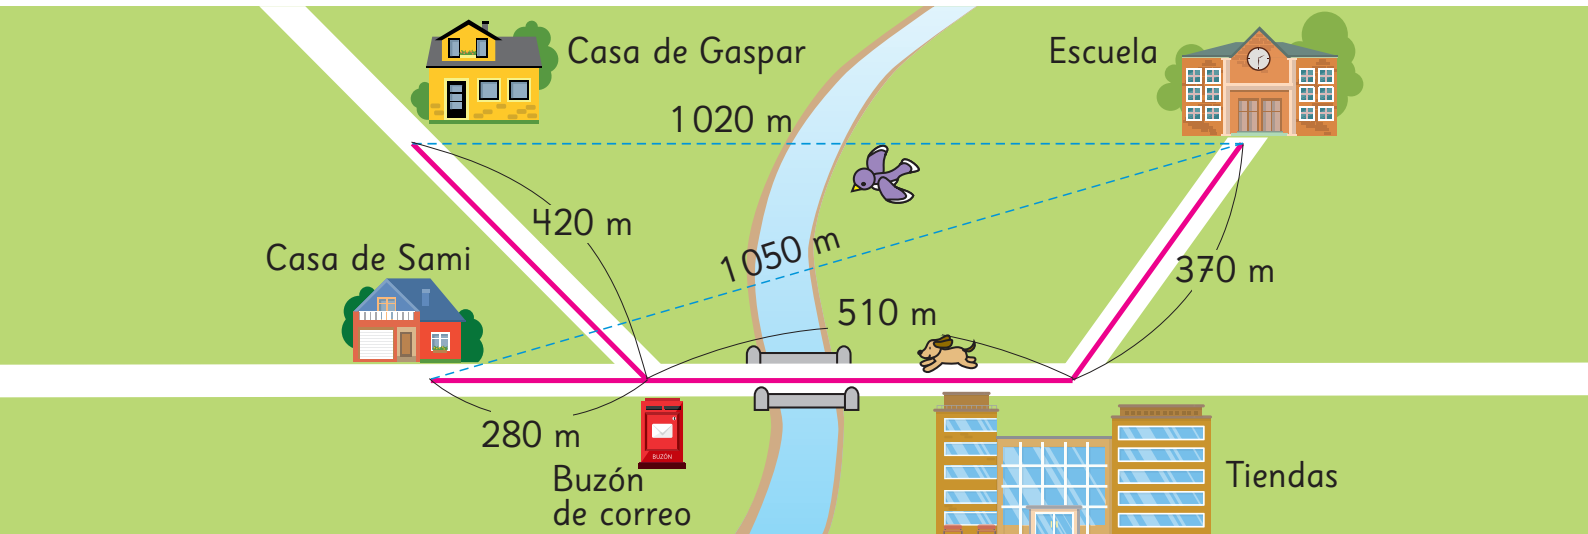 Casa de Gaspar
Escuela
1 020 m
420 m
Casa de Sami
1 050 m
370 m
510 m
280 m
BUZÓN
Buzón
de correo
Tiendas